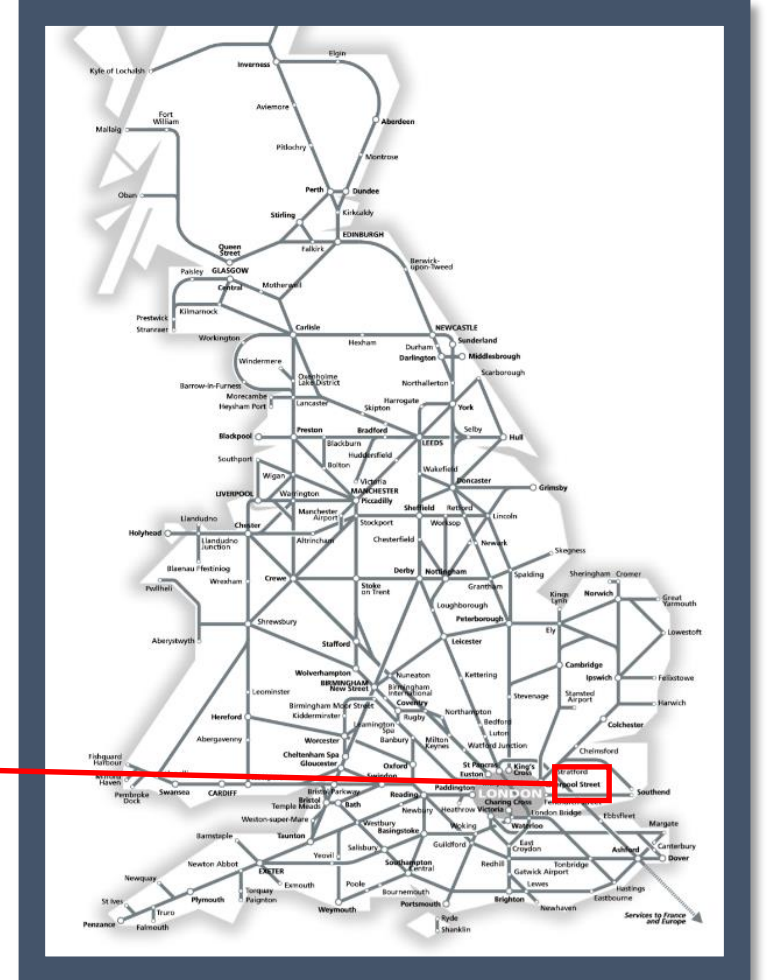 Elgin
Inverness
Kyle of Lochalsh
Aviemore
Fort
William
Mallaig
Aberdeen
Pitlochry
Montrose
Perth
Dundee
Oban
Kirkcaldy
Stirling
EDINBURGH
Queen
Street
Falkirk
Berwick-
upon-Tweed
Paisley
GLASGOW
Central
Motherwell
Kilmarnock
Prestwick
Stranraer
Carlisle
NEWCASTLE
Workington
Hexham
Sunderland
Durham
Darlington
Middlesbrough
Windermere
Scarborough
Oxenholme
Lake District
Barrow-in-Furness
Northallerton
Morecambe
Heysham Port
Lancaster
Harrogate
York
Skipton
Blackpool
Preston
Bradford
LEEDS
Selby
Hull
Blackburn
Huddersfield
Southport
Bolton
Wakefield
Wigan
Victoria
Doncaster
Grimsby
LIVERPOOL
Warrington
MANCHESTER
Piccadilly
Manchester
Airport
Sheffield
Retford
Lincoln
Llandudno
Chester
Stockport
Worksop
Holyhead
Llandudno
Junction
Altrincham
Chesterfield
Newark
Skegness
Blaenau Ffestiniog
Derby
Nottingham
Spalding
Sheringham
Cromer
Pwllheli
Wrexham
Crewe
Stoke
on Trent
Grantham
Kings
Lynn
Norwich
Great
Yarmouth
Loughborough
Peterborough
Shrewsbury
Ely
Lowestoft
Aberystwyth
Stafford
Leicester
Wolverhampton
Nuneaton
Kettering
Cambridge
BIRMINGHAM
New Street
Birmingham
International
Ipswich
Felixstowe
Leominster
Stevenage
Stansted
Airport
Birmingham Moor Street
Coventry
Harwich
Hereford
Kidderminster
Rugby
Northampton
Leamington
Spa
Bedford
Colchester
Abergavenny
Worcester
Banbury
Milton
Keynes
Luton
Cheltenham Spa
Watford Junction
Chelmsford
Fishguard
Harbour
Gloucester
Oxford
St Pancras
King's
Cross
Euston
Stratford
Milford
Haven
Swindon
Pembroke
Dock
Swansea
CARDIFF
Bristol Parkway
Reading
Paddington
LONDON
rpool Street
Southend
Bristol
Temple Meads
Bath
Newbury
Heathrow
Victoria
Charing Cross
London Bridge
Ebbsfleet
Weston-super-Mare
Westbury
Basingstoke
Woking
Waterloo
Margate
Barnstaple
Taunton
Salisbury
Guildford
East
Croydon
Canterbury
Newton Abbot
Yeovil
Southampton
Central
Redhill
Tonbridge
Ashford
Dover
EXETER
Gatwick Airport
Newquay
Exmouth
Poole
Lewes
St Ives
Plymouth
Torquay
Paignton
Bournemouth
Hastings
Eastbourne
Weymouth
Portsmouth
Brighton
Newhaven
Truro
Penzance
Falmouth
Ryde
Shanklin
Services to France
and Europe